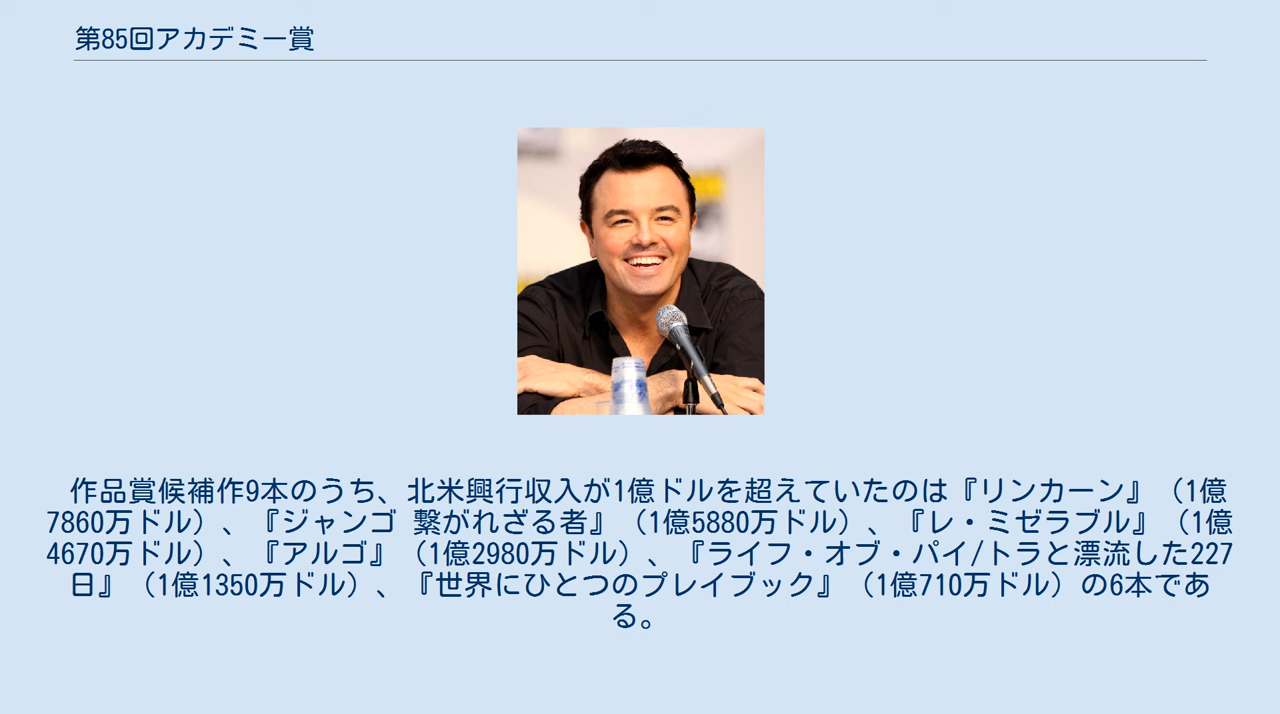 第85回アカデミー賞
作品賞候補作9本のうち、北米興行収入が1億ドルを超えていたのは『リンカーン』（1億
7860万ドル）、『ジャンゴ 繋がれざる者』（1億5880万ドル）、『レ・ミゼラブル』（1億
4670万ドル）、『アルゴ』（1億2980万ドル）、『ライフ・オブ・パイ/トラと漂流した227
日』（1億1350万ドル）、『世界にひとつのプレイブック』（1億710万ドル）の6本であ
る。